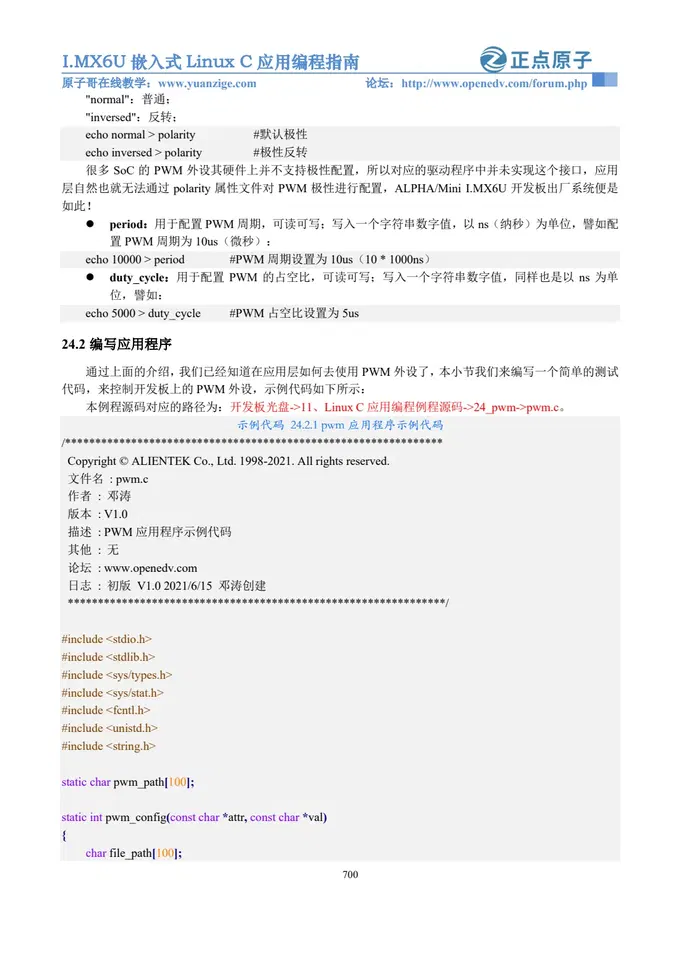 I.MX6U 嵌入式 Linux C 应用编程指南
正点原子
原子哥在线教学：www.yuanzige.com 论坛：http://www.openedv.com/forum.php
"normal"：普通；
"inversed"：反转；
echo normal > polarity #默认极性
echo inversed > polarity #极性反转
很多 SoC 的 PWM 外设其硬件上并不支持极性配置，所以对应的驱动程序中并未实现这个接口，应用
层自然也就无法通过 polarity 属性文件对 PWM 极性进行配置，ALPHA/Mini I.MX6U 开发板出厂系统便是
如此！
● period：用于配置 PWM 周期，可读可写；写入一个字符串数字值，以 ns（纳秒）为单位，譬如配
置 PWM 周期为 10us（微秒）：
echo 10000 > period #PWM 周期设置为 10us（10 * 1000ns）
● duty_cycle：用于配置 PWM 的占空比，可读可写；写入一个字符串数字值，同样也是以 ns 为单
位，譬如：
echo 5000 > duty_cycle #PWM 占空比设置为 5us
24.2 编写应用程序
通过上面的介绍，我们已经知道在应用层如何去使用 PWM 外设了，本小节我们来编写一个简单的测试
代码，来控制开发板上的 PWM 外设，示例代码如下所示：
本例程源码对应的路径为：开发板光盘->11、Linux C 应用编程例程源码->24_pwm->pwm.c。
示例代码 24.2.1 pwm 应用程序示例代码
/***************************************************************
Copyright © ALIENTEK Co., Ltd. 1998-2021. All rights reserved.
文件名 : pwm.c
作者 : 邓涛
版本 : V1.0
描述 : PWM 应用程序示例代码
其他 : 无
论坛 : www.openedv.com
日志 : 初版 V1.0 2021/6/15 邓涛创建
***************************************************************/
#include <stdio.h>
#include <stdlib.h>
#include <sys/types.h>
#include <sys/stat.h>
#include <fcntl.h>
#include <unistd.h>
#include <string.h>
static char pwm_path[100];
static int pwm_config(const char *attr, const char *val)
{
char file_path[100];
700